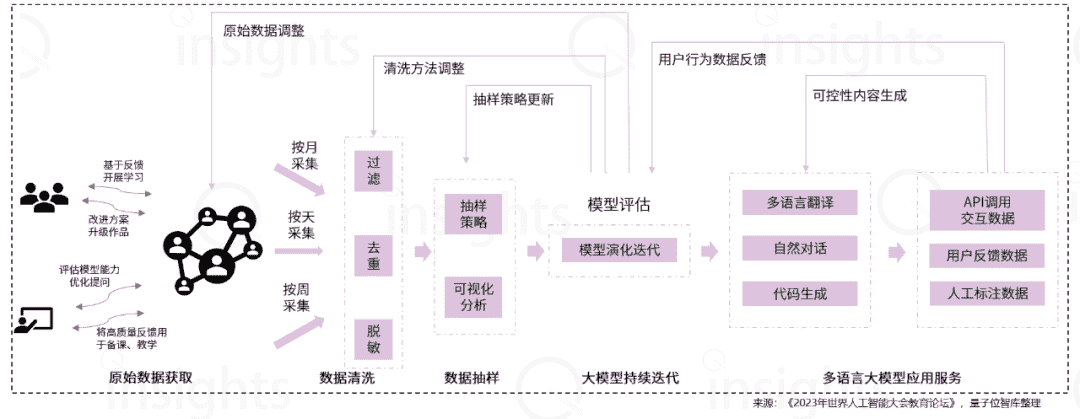 原始数据调整
清洗方法调整
抽样策略更新
用户行为数据反馈
可控性内容生成
基于反馈
开展学习
改进方案
升级作品
评估模型能力
优化提问
将高质量反馈用
于备课、教学
按月
采集
按天
采集
按周
采集
过
滤
去
重
脱
敏
抽样
策略
可视化
分析
模型评估
模型演化迭代
多语言翻译
自然对话
代码生成
API调用
交互数据
用户反馈数据
人工标注数据
原始数据获取
数据清洗
数据抽样
大模型持续迭代
多语言大模型应用服务
来源：《2023年世界人工智能大会教育论坛》，量子位智库整理
insights
insights
insights
insights
insights
insights
insights